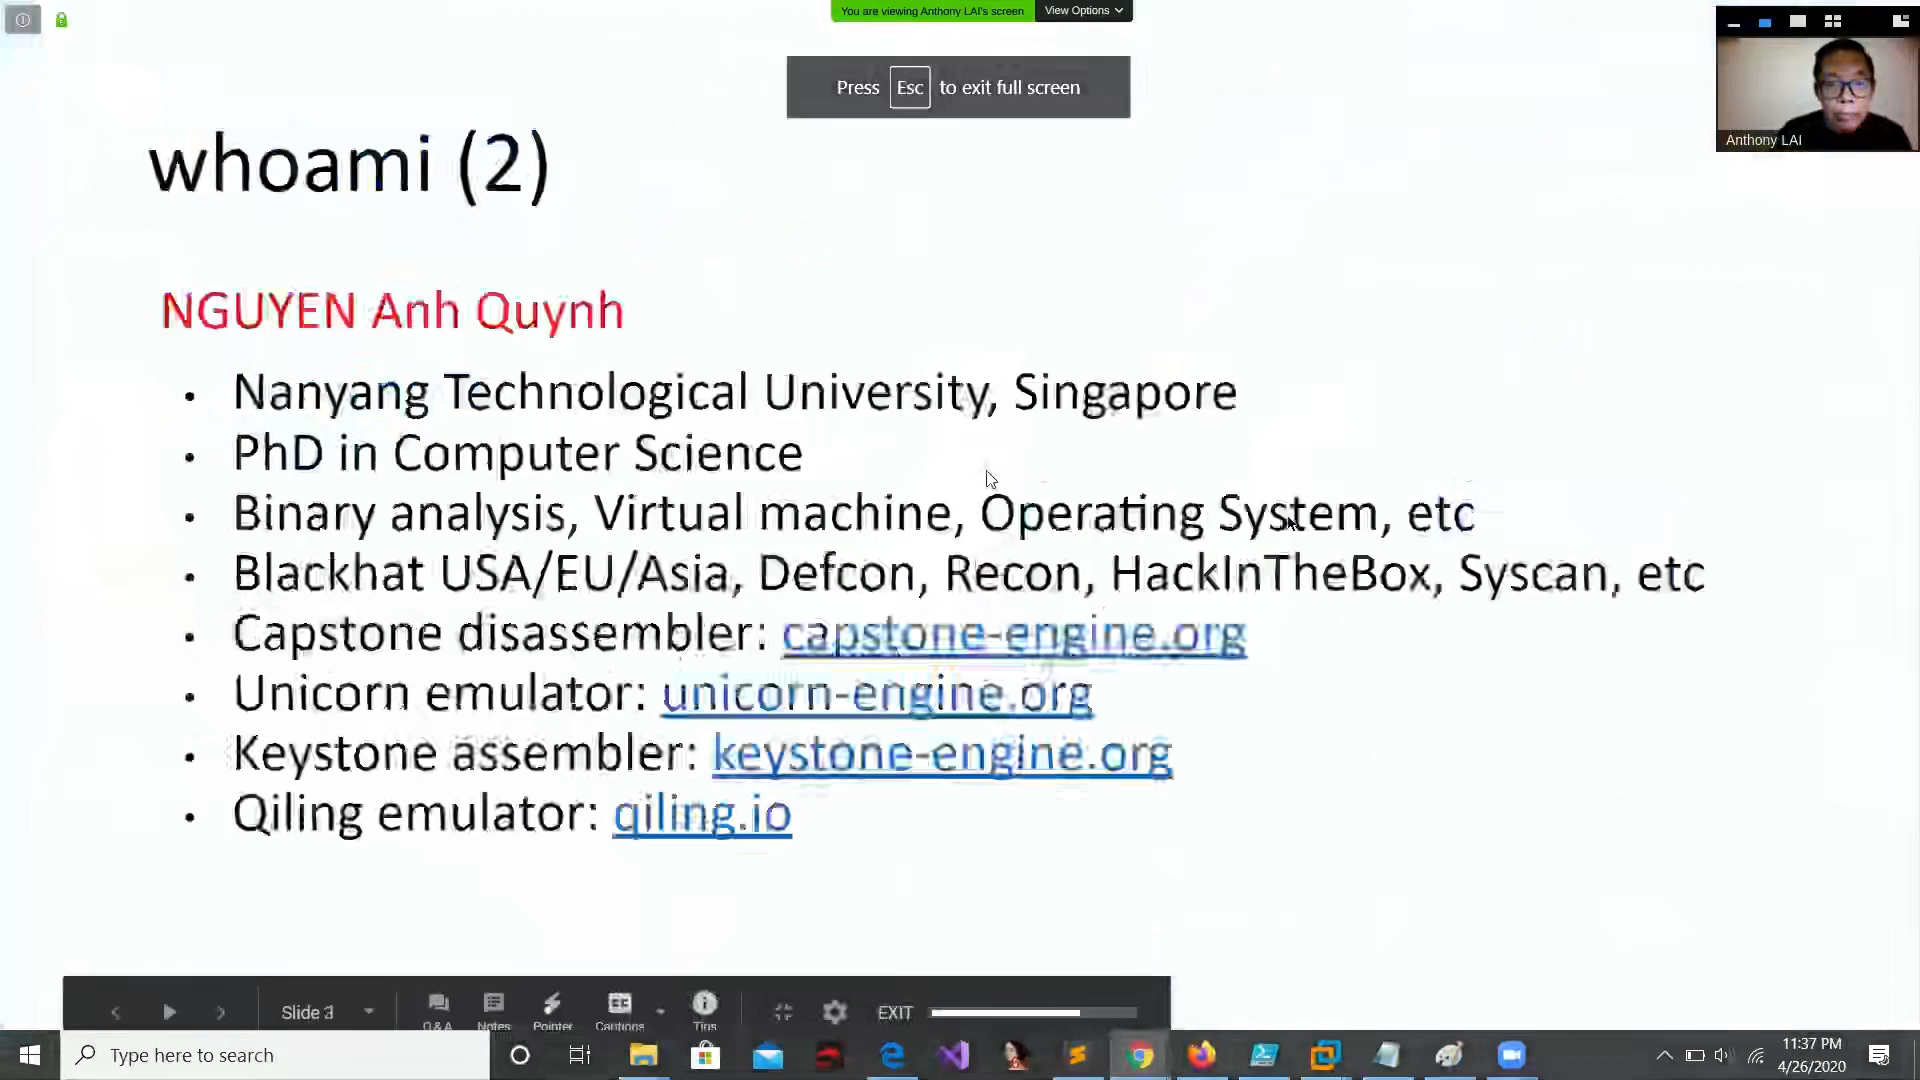 You are viewing Anthony LAI's screen
View Options
Press Esc to exit full screen
Anthony LAI
whoami (2)
NGUYEN Anh Quynh
• Nanyang Technological University, Singapore
• PhD in Computer Science
• Binary analysis, Virtual machine, Operating System, etc
• Blackhat USA/EU/Asia, Defcon, Recon, HackInTheBox, Syscan, etc
• Capstone disassembler: capstone-engine.org
• Unicorn emulator: unicorn-engine.org
• Keystone assembler: keystone-engine.org
• Qiling emulator: qiling.io
Slide 3
Q&A Notes Pointer Captions Tips
EXIT
Type here to search
11:37 PM
4/26/2020